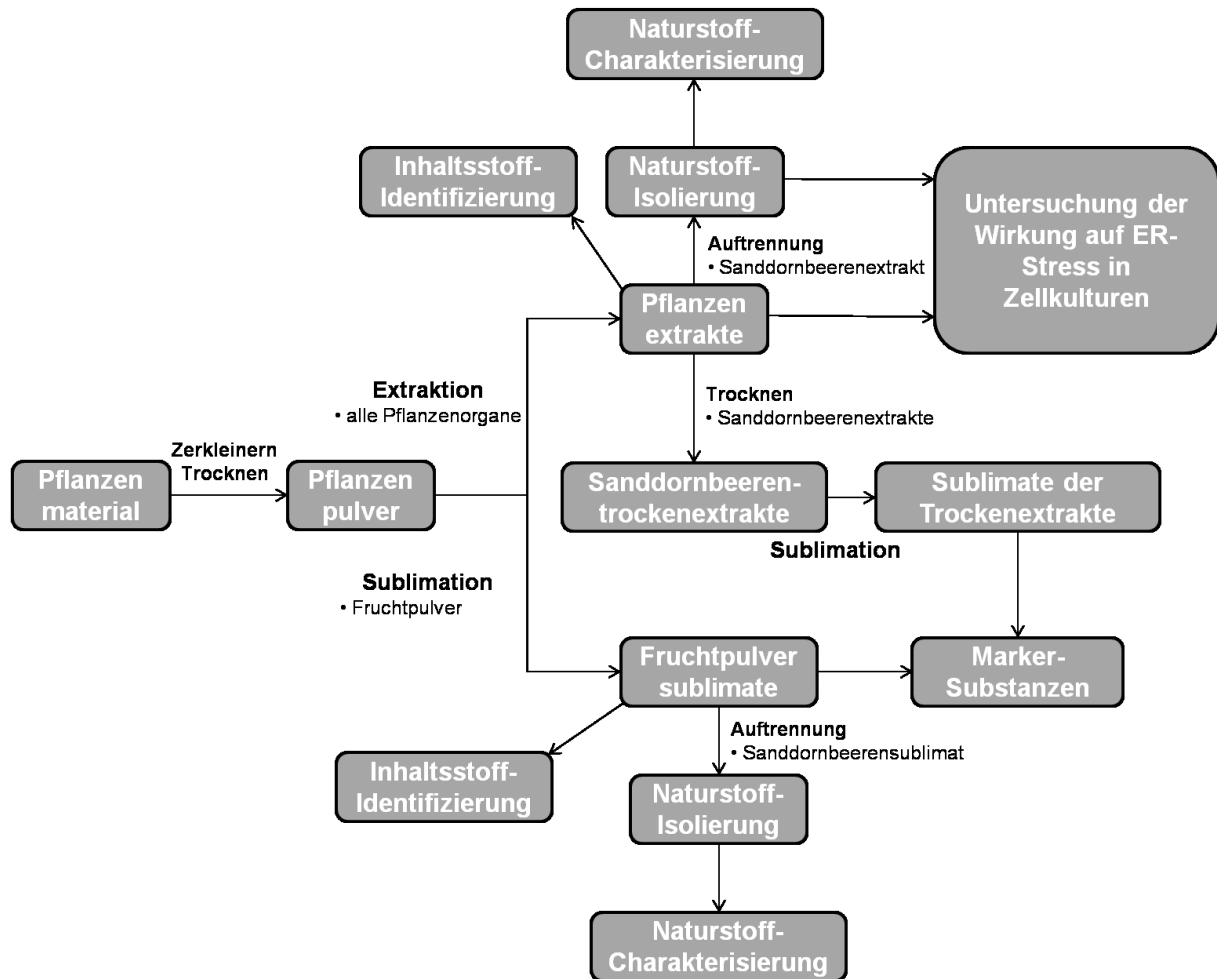 Naturstoff-
Charakterisierung
Inhaltsstoff-
Identifizierung
Naturstoff-
Isolierung
Untersuchung der
Wirkung auf ER-
Stress in
Zellkulturen
Auftrennung
• Sanddornbeerenextrakt
Pflanzen
extrakte
Extraktion
• alle Pflanzenorgane
Trocknen
• Sanddornbeerenextrakte
Zerkleinern
Trocknen
Pflanzen
material
Pflanzen
pulver
Sanddornbeeren-
trockenextrakte
Sublimate der
Trockenextrakte
Sublimation
Sublimation
• Fruchtpulver
Fruchtpulver
sublimate
Marker-
Substanzen
Auftrennung
• Sanddornbeerensublimat
Inhaltsstoff-
Identifizierung
Naturstoff-
Isolierung
Naturstoff-
Charakterisierung